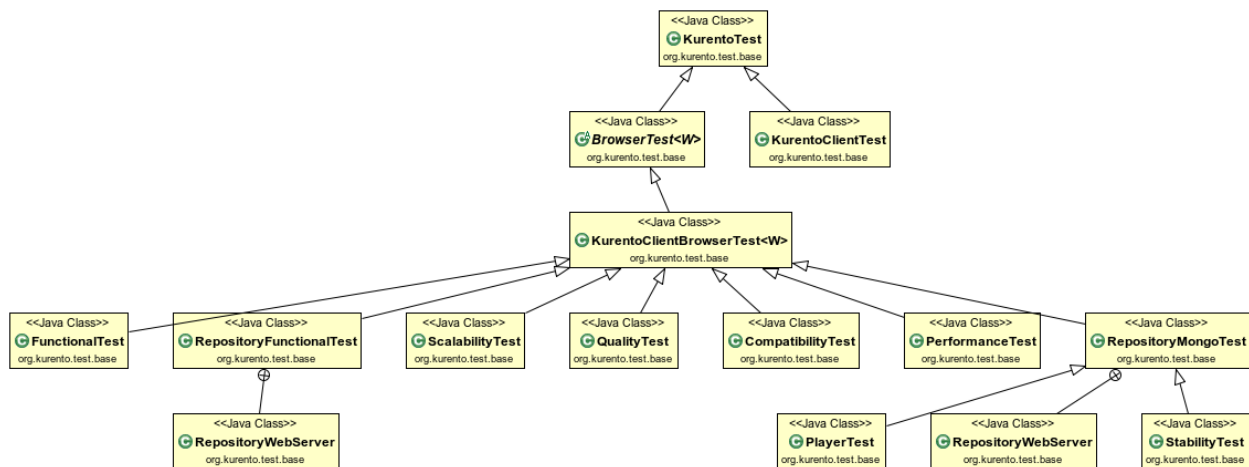 <<Java Class>>
KurentoTest
org.kurento.test.base
<<Java Class>>
BrowserTest<W>
org.kurento.test.base
<<Java Class>>
KurentoClientTest
org.kurento.test.base
<<Java Class>>
KurentoClientBrowserTest<W>
org.kurento.test.base
<<Java Class>>
FunctionalTest
org.kurento.test.base
<<Java Class>>
RepositoryFunctionalTest
org.kurento.test.base
<<Java Class>>
ScalabilityTest
org.kurento.test.base
<<Java Class>>
QualityTest
org.kurento.test.base
<<Java Class>>
CompatibilityTest
org.kurento.test.base
<<Java Class>>
PerformanceTest
org.kurento.test.base
<<Java Class>>
RepositoryMongoTest
org.kurento.test.base
<<Java Class>>
RepositoryWebServer
org.kurento.test.base
<<Java Class>>
PlayerTest
org.kurento.test.base
<<Java Class>>
RepositoryWebServer
org.kurento.test.base
<<Java Class>>
StabilityTest
org.kurento.test.base